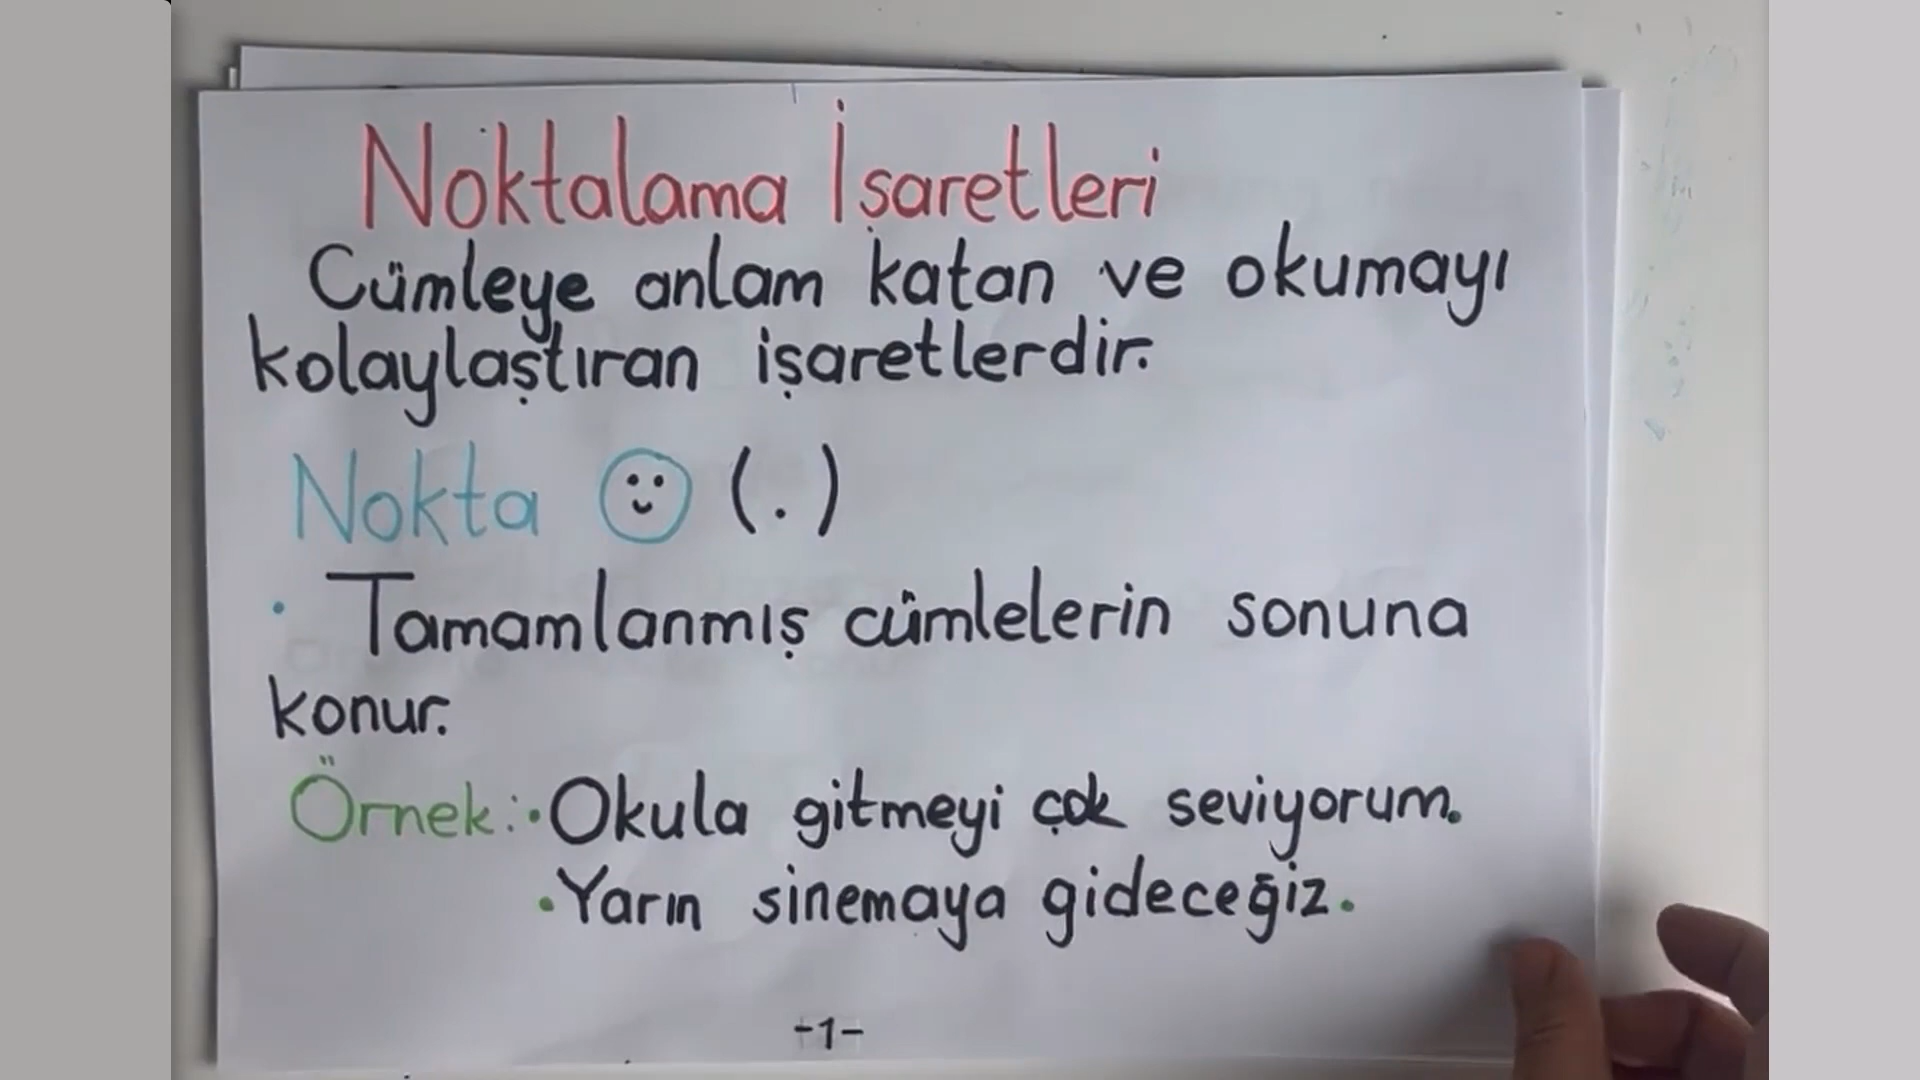 Noktalama İşaretleri
Cümleye anlam katan ve okumayı
kolaylaştıran işaretlerdir.
Nokta (.)
• Tamamlanmış cümlelerin sonuna
konur.
Örnek: • Okula gitmeyi çok seviyorum.
• Yarın sinemaya gideceğiz.
-1-